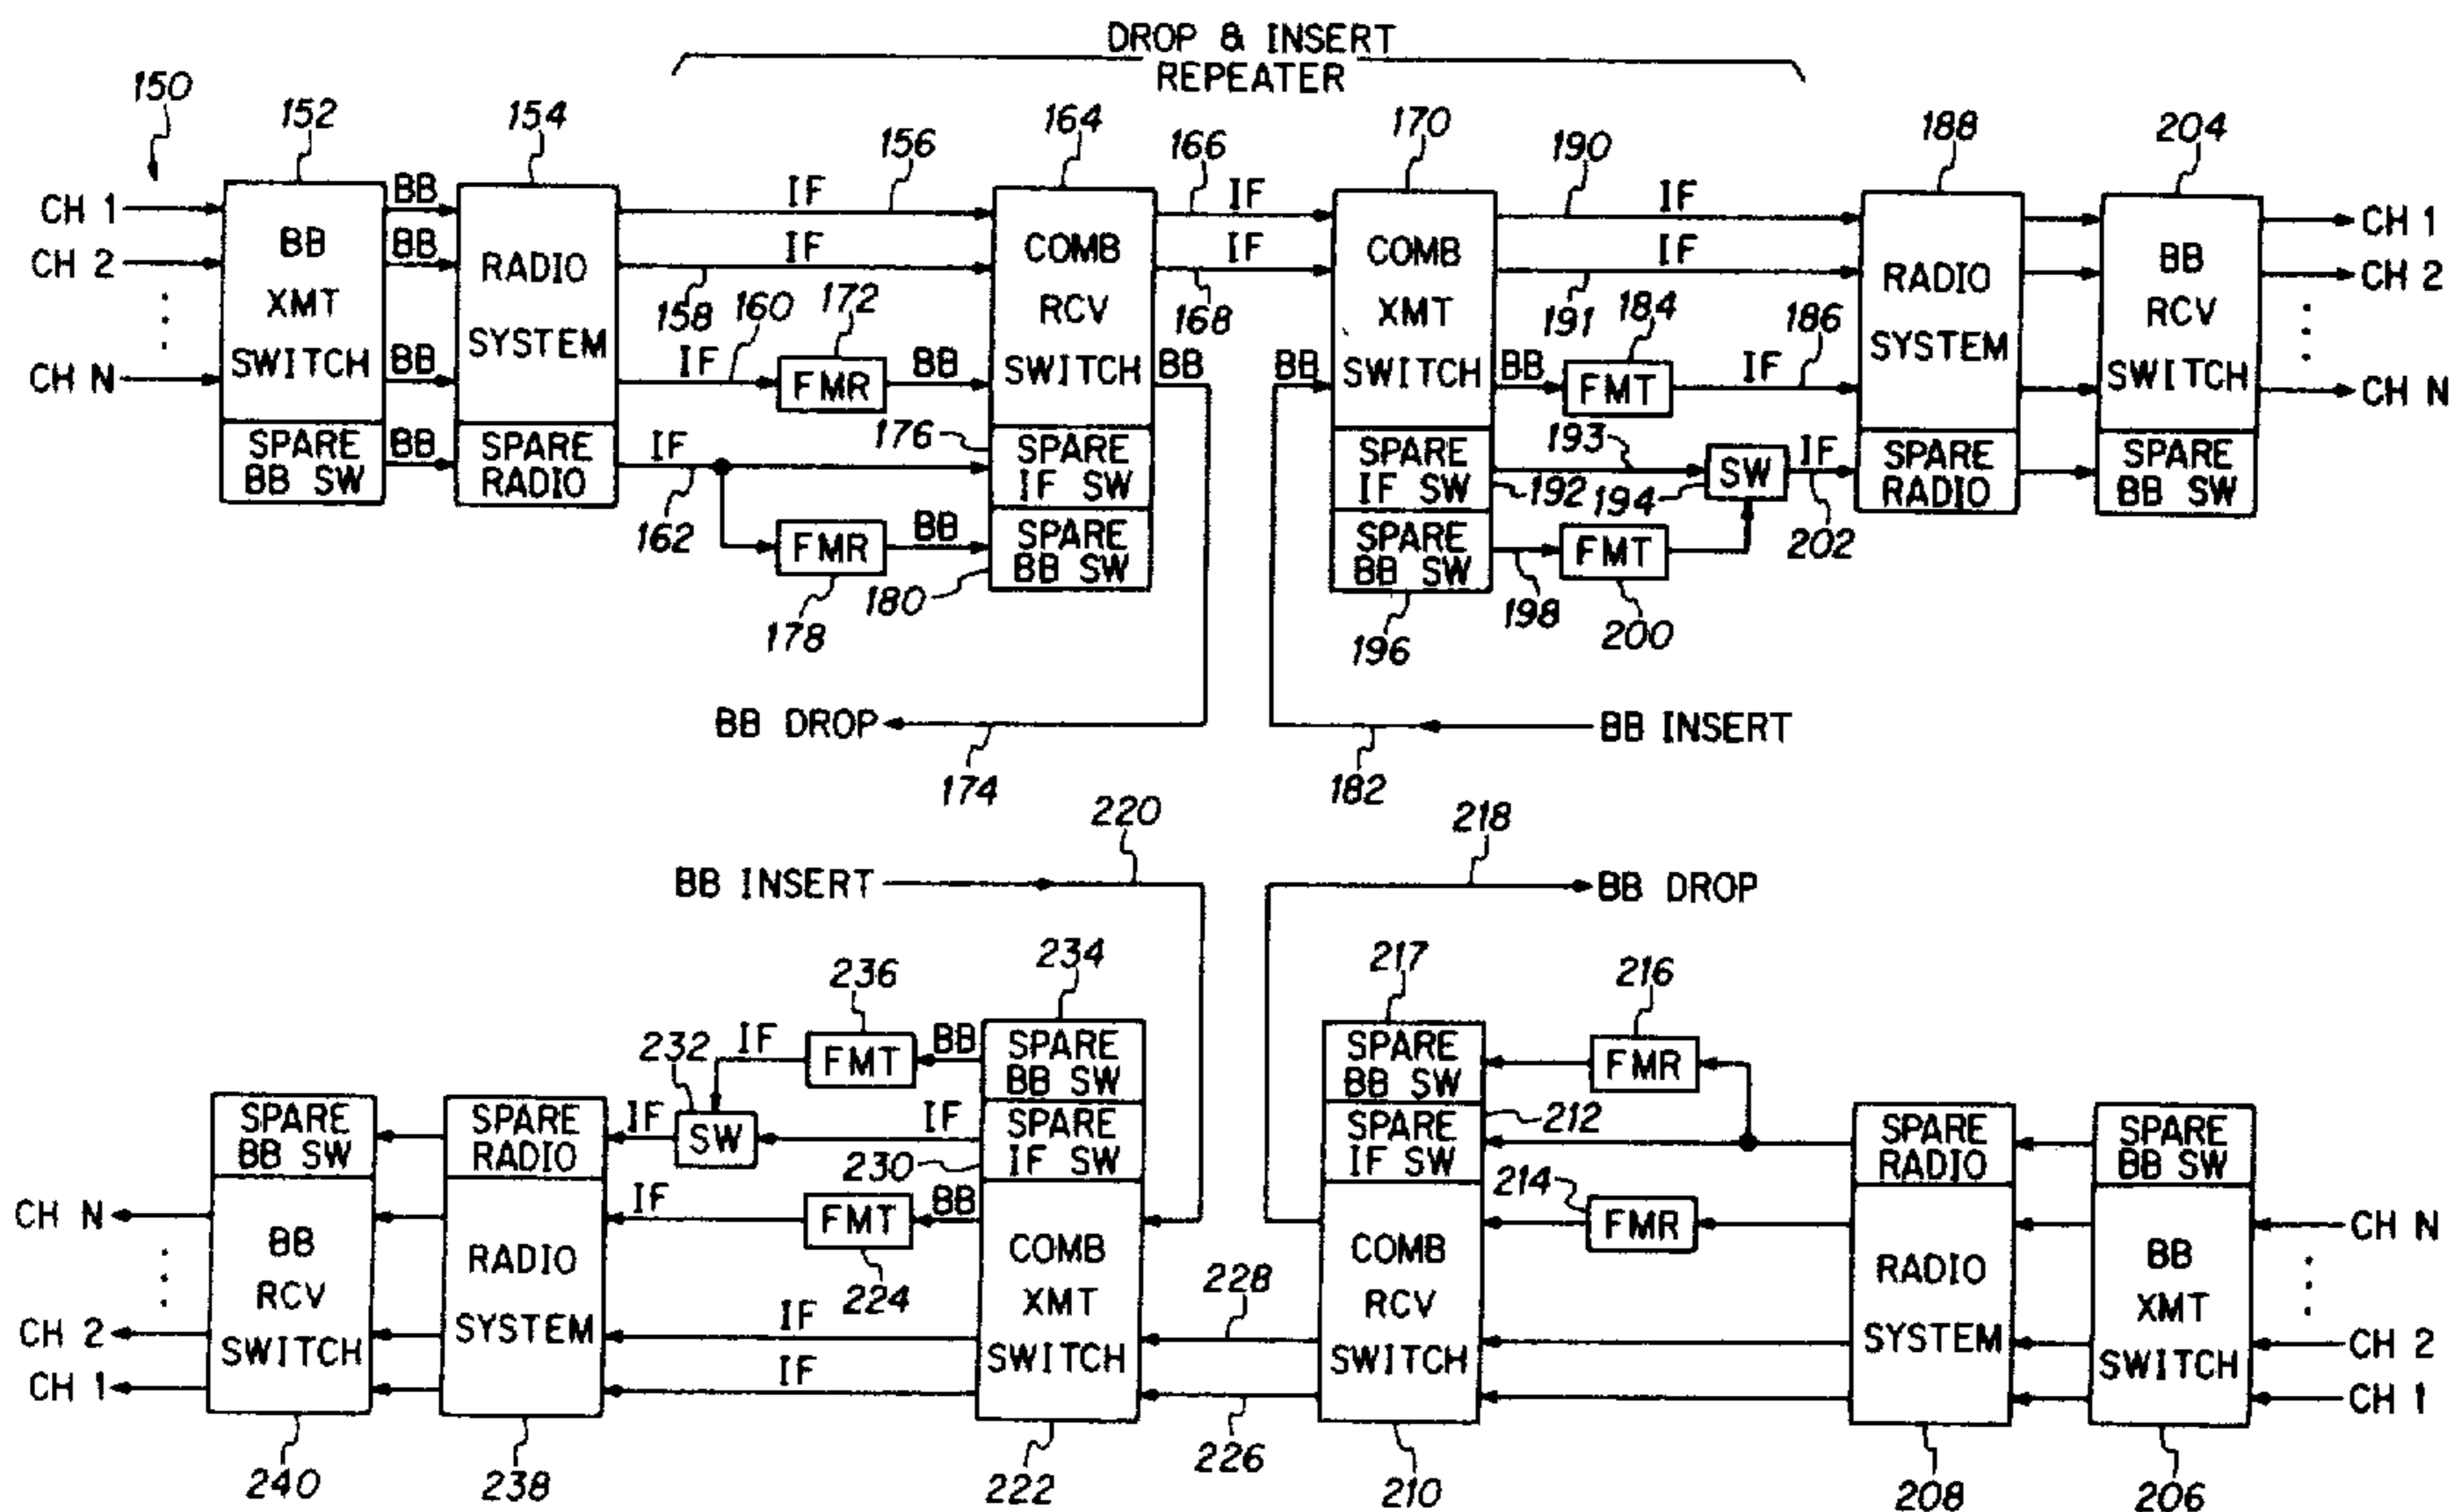 DROP & INSERT
REPEATER
150
152
154
156
164
166
170
190
188
204
CH 1
CH 2
CH N
BB
XMT
SWITCH
SPARE
BB SW
BB
BB
BB
BB
RADIO
SYSTEM
SPARE
RADIO
IF
IF
158
160
172
IF
FMR
BB
IF
162
176
FMR
BB
178
180
COMB
RCV
SWITCH
SPARE
IF SW
SPARE
BB SW
IF
IF
168
BB
BB
COMB
XMT
SWITCH
SPARE
IF SW
SPARE
BB SW
196
IF
IF
191
184
186
BB
FMT
IF
193
192
194
SW
IF
202
198
FMT
200
RADIO
SYSTEM
SPARE
RADIO
BB
RCV
SWITCH
SPARE
BB SW
CH 1
CH 2
CH N
BB DROP
174
BB INSERT
182
220
218
BB INSERT
BB DROP
236
234
217
216
232
IF
FMT
BB
SPARE
BB SW
SPARE
BB SW
FMR
SPARE
BB SW
SPARE
RADIO
IF
SW
IF
230
SPARE
IF SW
SPARE
IF SW
212
SPARE
RADIO
SPARE
BB SW
CH N
CH 2
CH 1
BB
RCV
SWITCH
240
RADIO
SYSTEM
238
IF
FMT
BB
224
IF
IF
COMB
XMT
SWITCH
222
228
226
COMB
RCV
SWITCH
210
214
FMR
RADIO
SYSTEM
208
BB
XMT
SWITCH
206
CH N
CH 2
CH 1